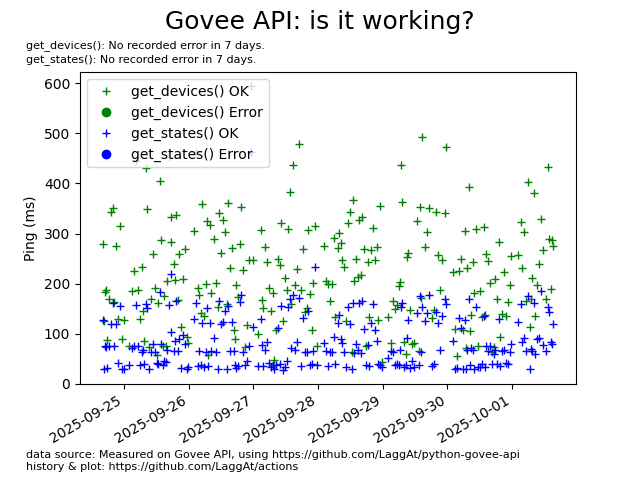 Govee API: is it working?
get_devices(): No recorded error in 7 days.
get_states(): No recorded error in 7 days.
get_devices() OK
get_devices() Error
get_states() OK
get_states() Error
Ping (ms)
600
500
400
300
200
100
0
2025-09-25
2025-09-26
2025-09-27
2025-09-28
2025-09-29
2025-09-30
2025-10-01
data source: Measured on Govee API, using https://github.com/LaggAt/python-govee-api
history & plot: https://github.com/LaggAt/actions